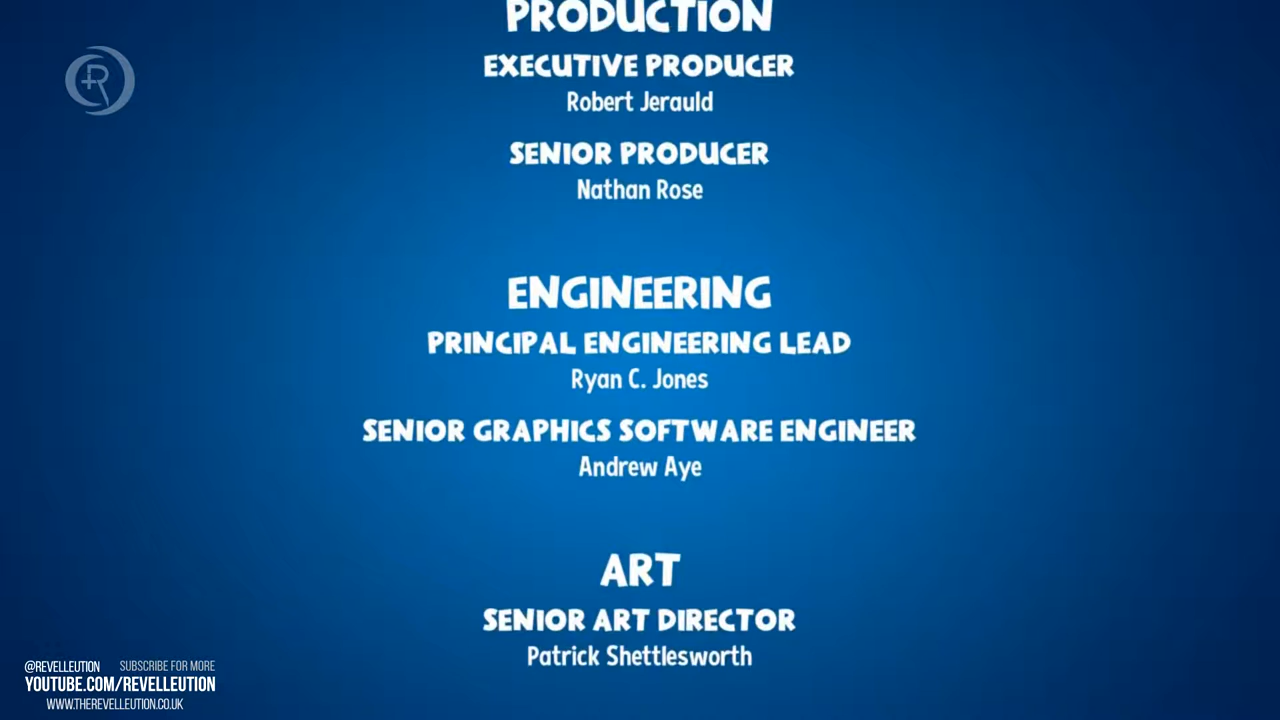 PRODUCTION
EXECUTIVE PRODUCER
Robert Jerauld
SENIOR PRODUCER
Nathan Rose
ENGINEERING
PRINCIPAL ENGINEERING LEAD
Ryan C. Jones
SENIOR GRAPHICS SOFTWARE ENGINEER
Andrew Aye
ART
SENIOR ART DIRECTOR
Patrick Shettlesworth
@REVELLEUTION SUBSCRIBE FOR MORE
YOUTUBE.COM/REVELLEUTION
WWW.THEREVELLEUTION.CO.UK
R